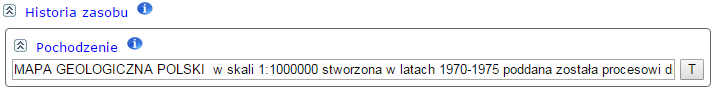 Historia zasobu
Pochodzenie
MAPA GEOLOGICZNA POLSKI w skali 1:1000000 stworzona w latach 1970-1975 poddana została procesowi d
T